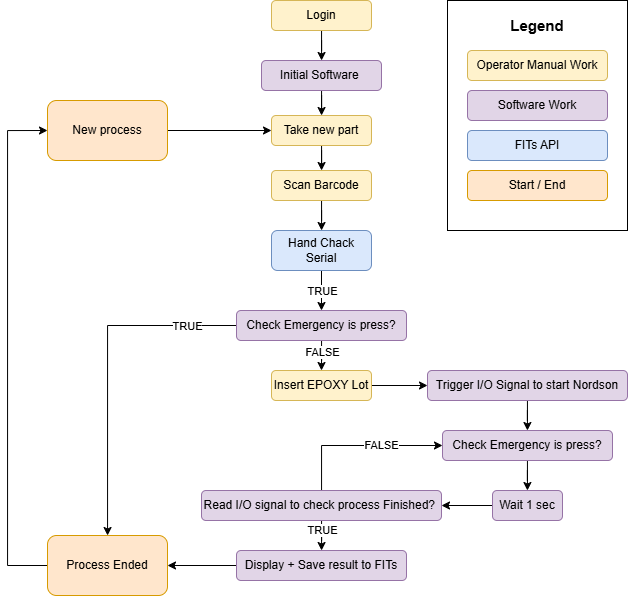 Login
Legend
Initial Software
Operator Manual Work
Software Work
New process
Take new part
FITs API
Scan Barcode
Start / End
Hand Chack
Serial
TRUE
Check Emergency is press?
TRUE
FALSE
Insert EPOXY Lot
Trigger I/O Signal to start Nordson
Check Emergency is press?
FALSE
Read I/O signal to check process Finished?
Wait 1 sec
TRUE
Process Ended
Display + Save result to FITs